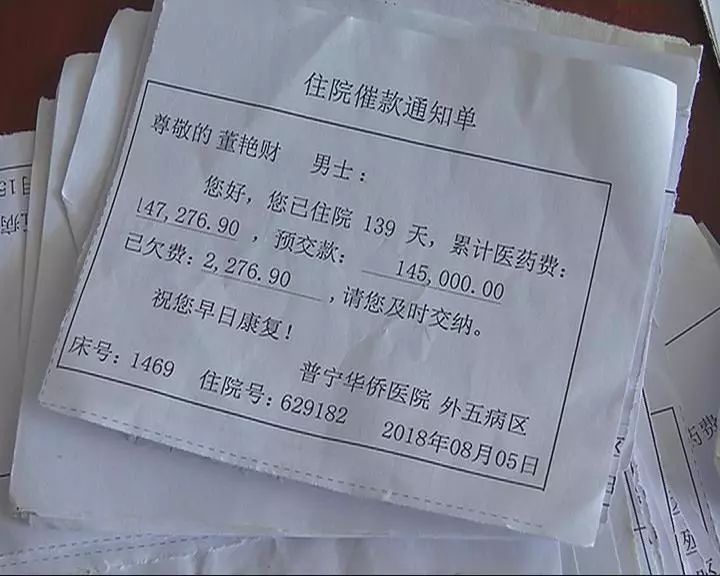 住院催款通知单
尊敬的 董艳财 男士：
您好，您已住院 139 天，累计医药费：
147,276.90 ，预交款： 145,000.00
已欠费：2,276.90 ，请您及时交纳。
祝您早日康复！
普宁华侨医院 外五病区
床号：1469 住院号：629182 2018年08月05日
药费